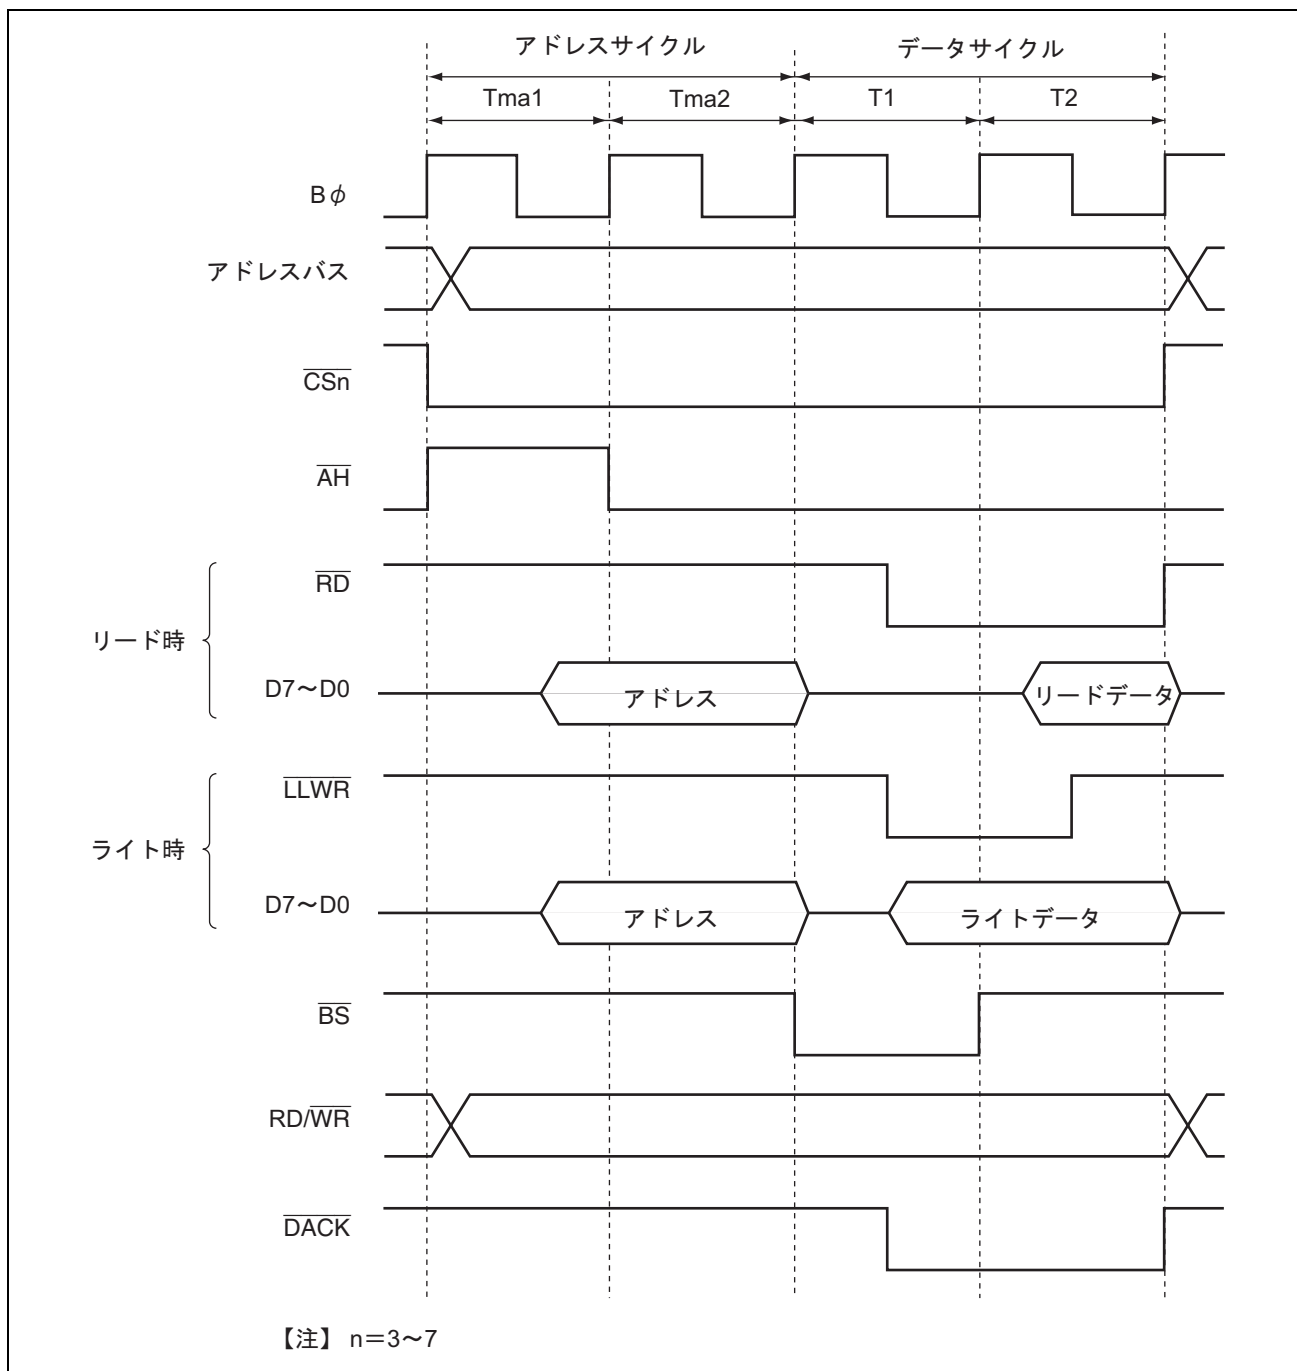 アドレスサイクル データサイクル
Tma1 Tma2 T1 T2
Bφ
アドレスバス
CSn
AH
RD
リード時
D7～D0 アドレス リードデータ
LLWR
ライト時
D7～D0 アドレス ライトデータ
BS
RD/WR
DACK
【注】 n＝3～7